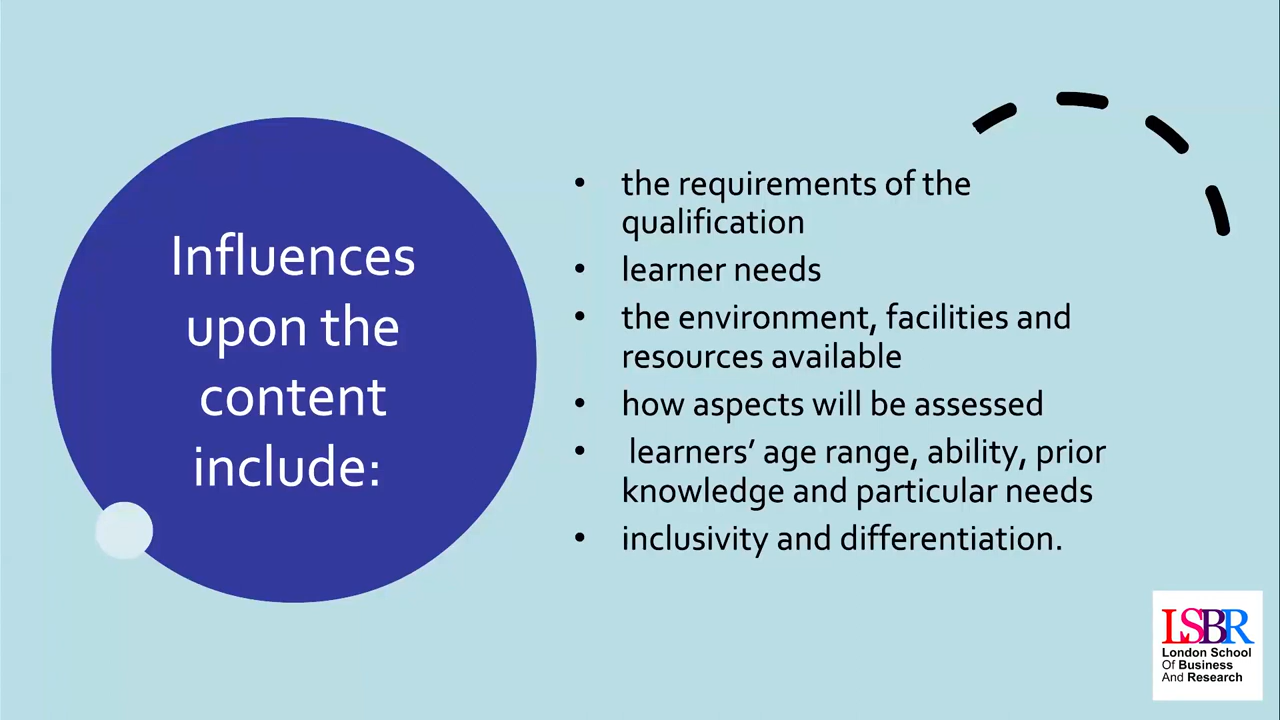 Influences
upon the
content
include:
• the requirements of the
qualification
• learner needs
• the environment, facilities and
resources available
• how aspects will be assessed
• learners’ age range, ability, prior
knowledge and particular needs
• inclusivity and differentiation.
LSBR
London School
Of Business
And Research